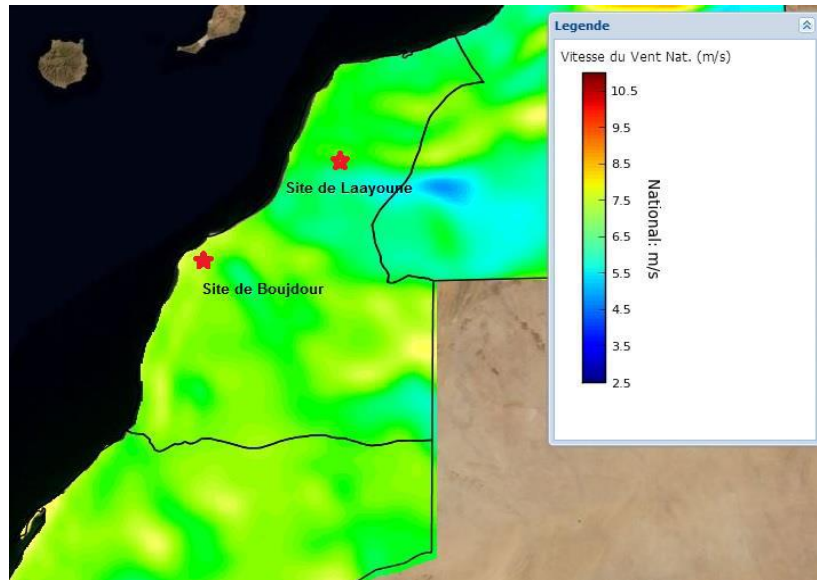 Legende
Vitesse du Vent Nat. (m/s)
10.5
9.5
8.5
7.5
6.5
5.5
4.5
3.5
2.5
National: m/s
Site de Laayoune
Site de Boujdour